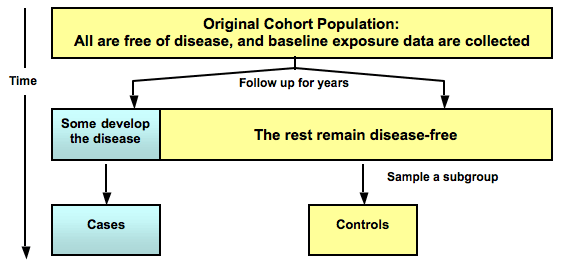 Original Cohort Population:
All are free of disease, and baseline exposure data are collected
Time
Follow up for years
Some develop
the disease
The rest remain disease-free
Sample a subgroup
Cases
Controls